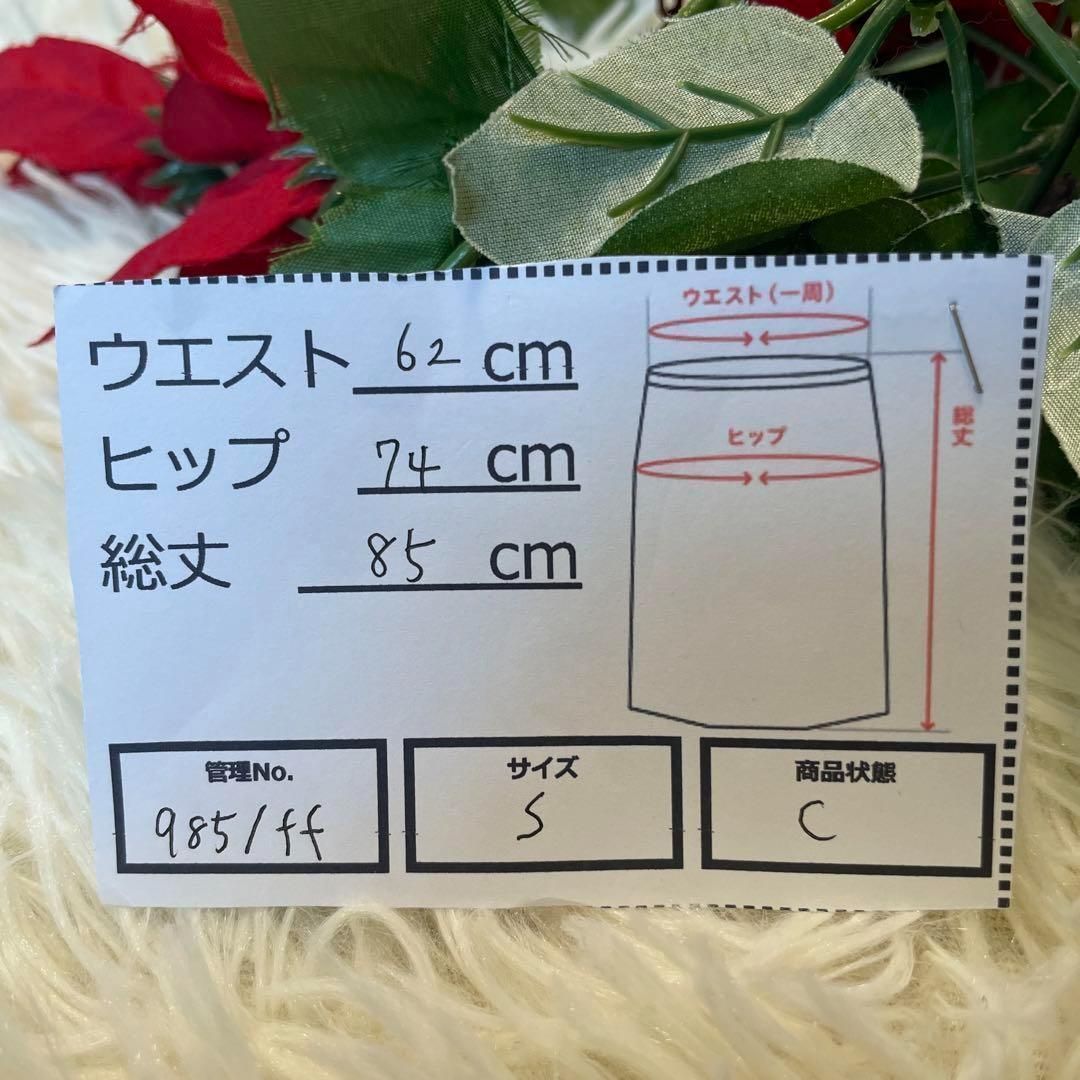 ウエスト 62 cm
ヒップ 74 cm
総丈 85 cm
ウエスト(一周)
ヒップ
総丈
管理No.
985/ff
サイズ
S
商品状態
C